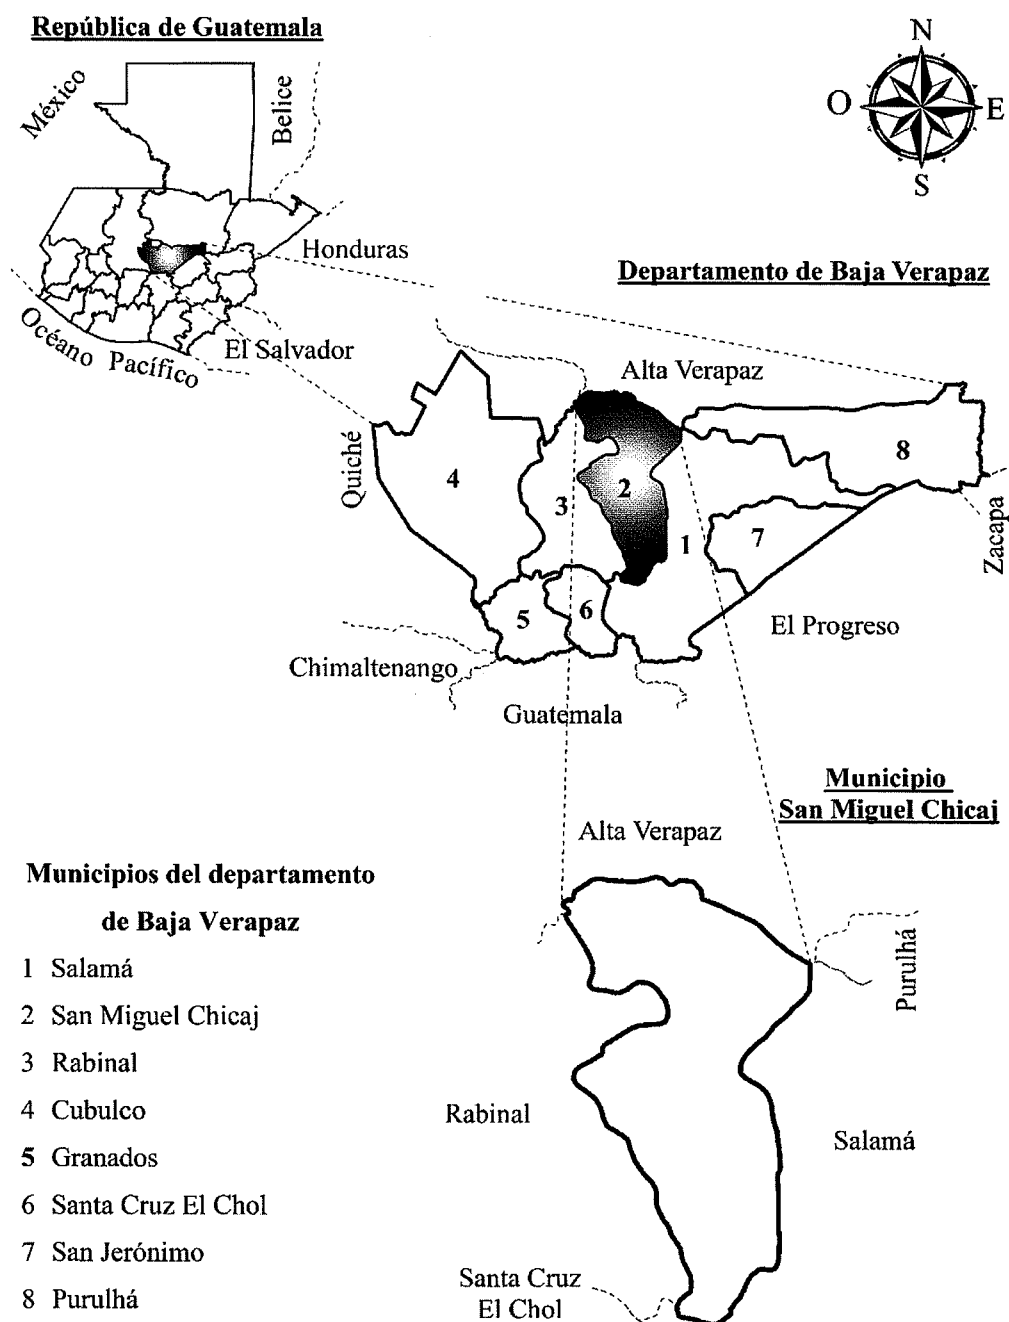 República de Guatemala
N
O
E
S
México
Belice
Honduras
El Salvador
Océano Pacífico
Departamento de Baja Verapaz
Alta Verapaz
Quiché
Zacapa
4
3
2
1
8
7
5
6
El Progreso
Chimaltenango
Guatemala
Municipio
San Miguel Chicaj
Alta Verapaz
Purulhá
Rabinal
Salamá
Santa Cruz
El Chol
Municipios del departamento
de Baja Verapaz
1 Salamá
2 San Miguel Chicaj
3 Rabinal
4 Cubulco
5 Granados
6 Santa Cruz El Chol
7 San Jerónimo
8 Purulhá